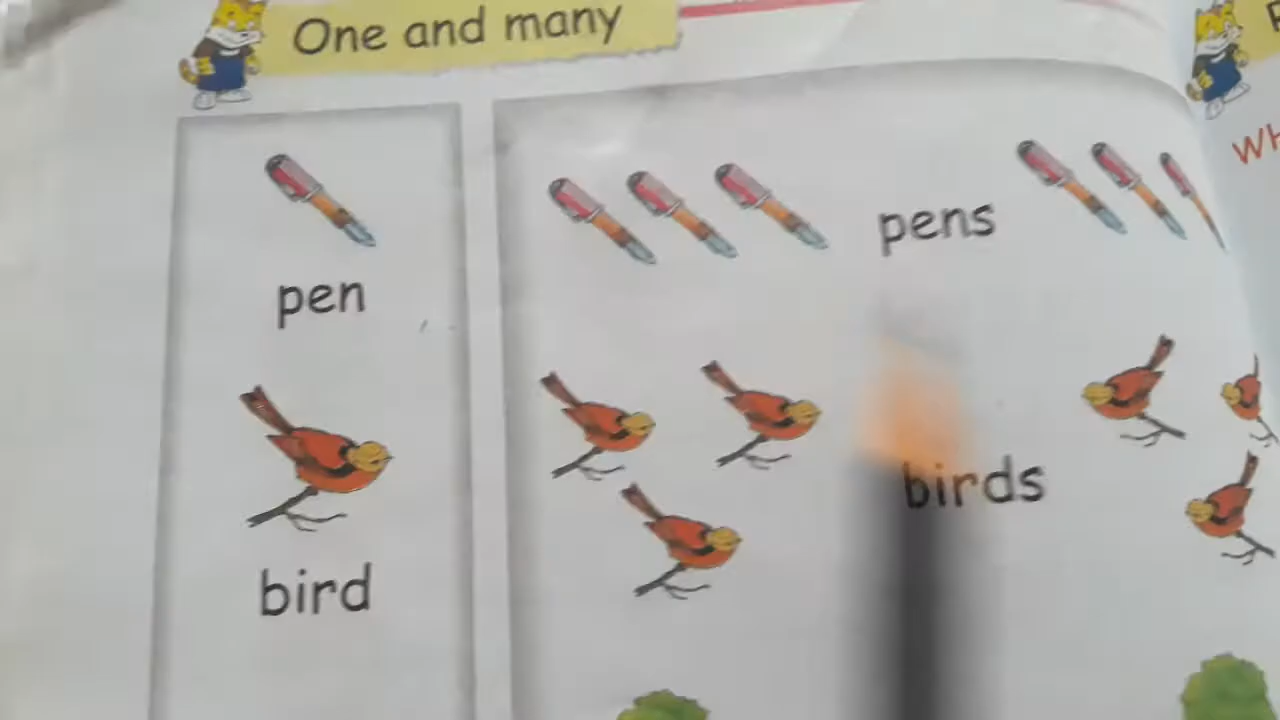 One and many
pen
pens
bird
birds